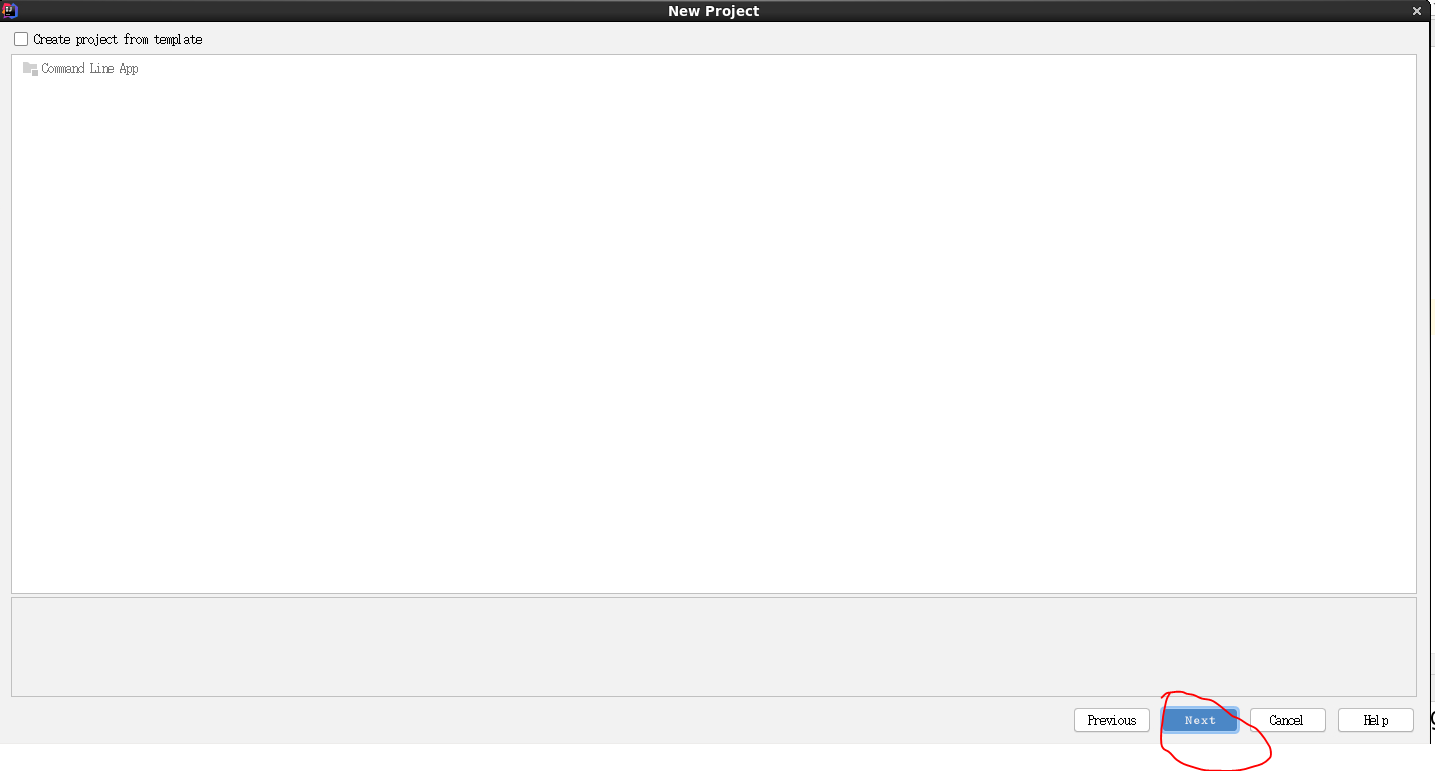 New Project
Create project from template
Command Line App
Previous
Next
Cancel
Help